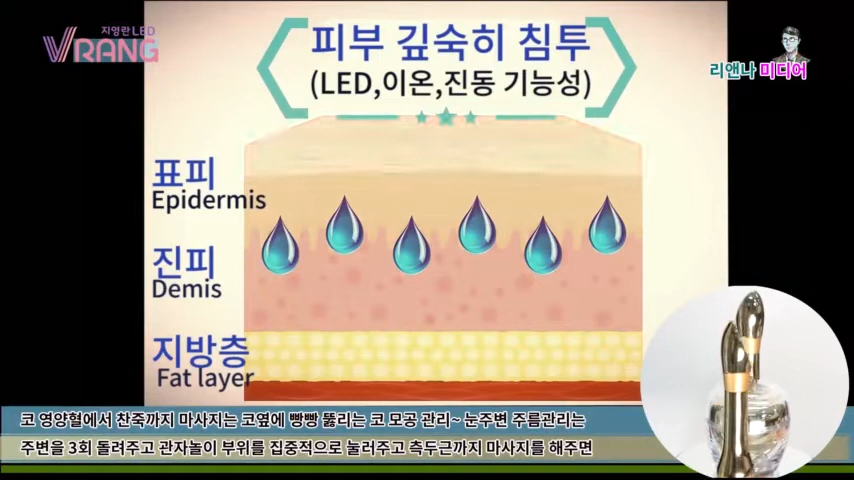 지영란 LED
VRANG
피부 깊숙히 침투
(LED,이온,진동 기능성)
리앤나 미디어
표피
Epidermis
진피
Demis
지방층
Fat layer
코 영양혈에서 찬죽까지 마사지는 코옆에 빵빵 뚫리는 코 모공 관리~ 눈주변 주름관리는
주변을 3회 돌려주고 관자놀이 부위를 집중적으로 눌러주고 측두근까지 마사지를 해주면